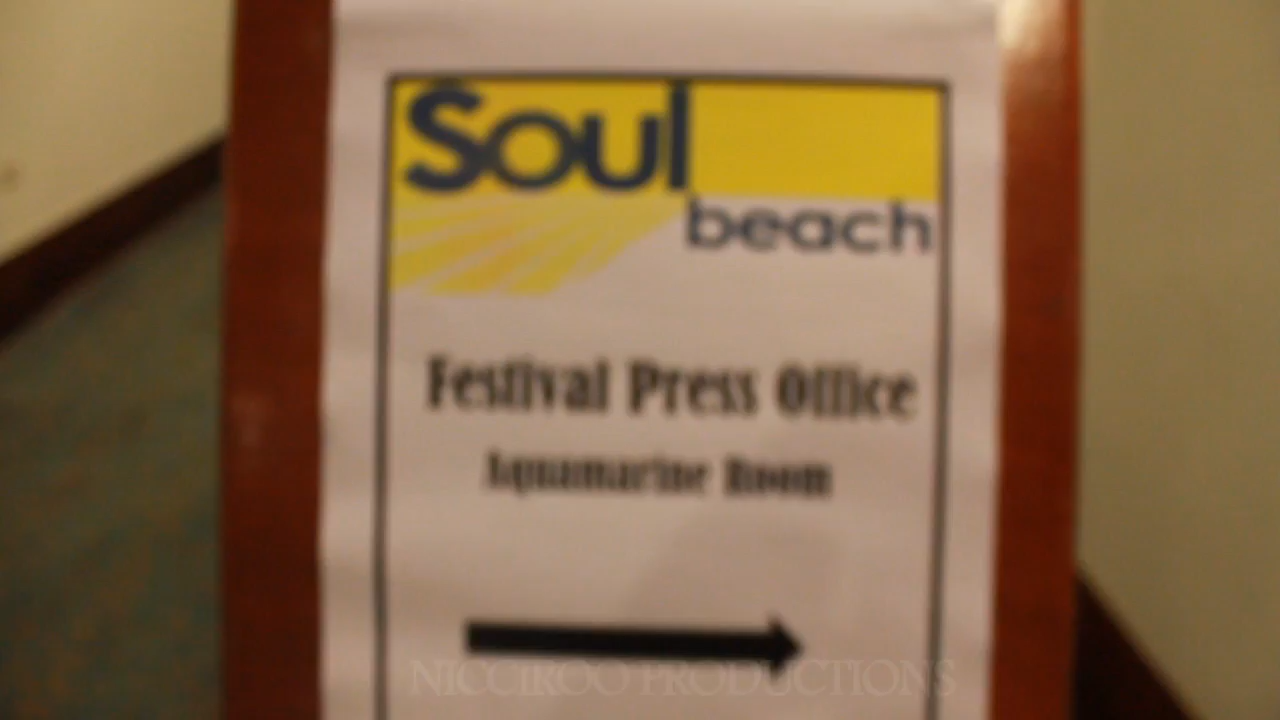 Soul
beach
Festival Press Office
Aquamarine Room
NICCIROO PRODUCTIONS